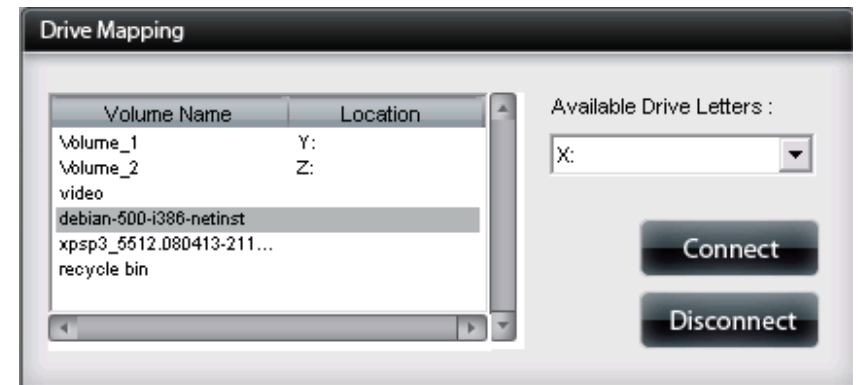 Drive Mapping
Volume Name Location
Volume_1 Y:
Volume_2 Z:
video
debian-500-i386-netinst
xpsp3_5512.080413-211...
recycle bin
Available Drive Letters :
X:
Connect
Disconnect